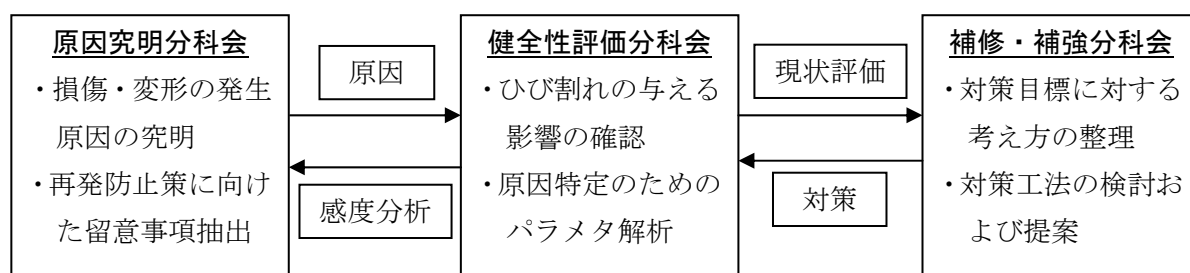 原因究明分科会
・損傷・変形の発生
原因の究明
・再発防止策に向け
た留意事項抽出
原因
感度分析
健全性評価分科会
・ひび割れの与える
影響の確認
・原因特定のための
パラメタ解析
現状評価
対策
補修・補強分科会
・対策目標に対する
考え方の整理
・対策工法の検討お
よび提案